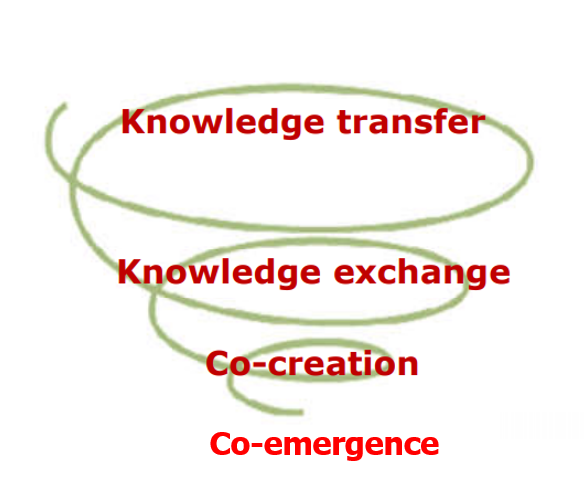 Knowledge transfer
Knowledge exchange
Co-creation
Co-emergence